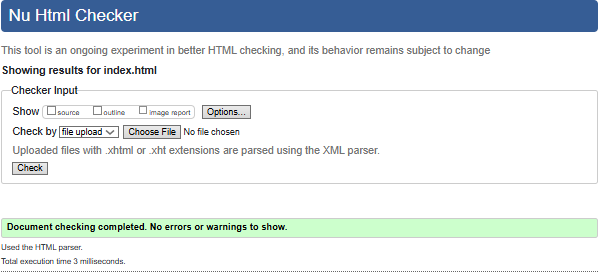 Nu Html Checker
This tool is an ongoing experiment in better HTML checking, and its behavior remains subject to change
Showing results for index.html
Checker Input
Show source outline image report Options...
Check by file upload Choose File No file chosen
Uploaded files with .xhtml or .xht extensions are parsed using the XML parser.
Check
Document checking completed. No errors or warnings to show.
Used the HTML parser.
Total execution time 3 milliseconds.